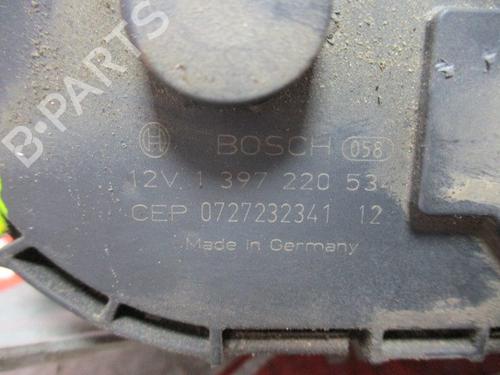 B-PARTS
BOSCH 058
12V. 1 397 220 534
CEP 0727232341 12
Made in Germany